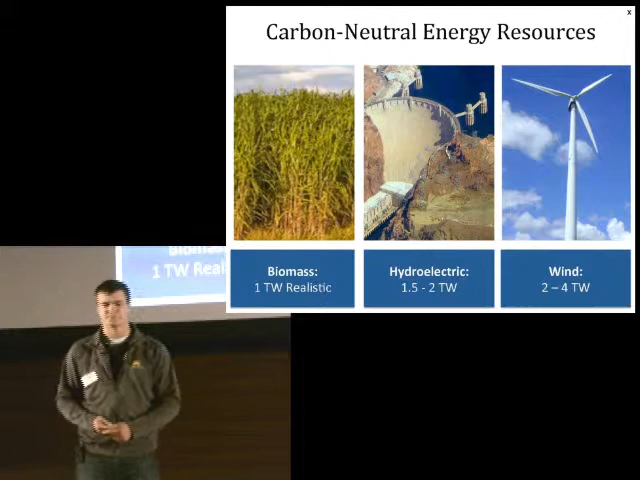 x
Carbon-Neutral Energy Resources
Biomass:
1 TW Realistic
Hydroelectric:
1.5 - 2 TW
Wind:
2 – 4 TW
Biomas
1 TW Real